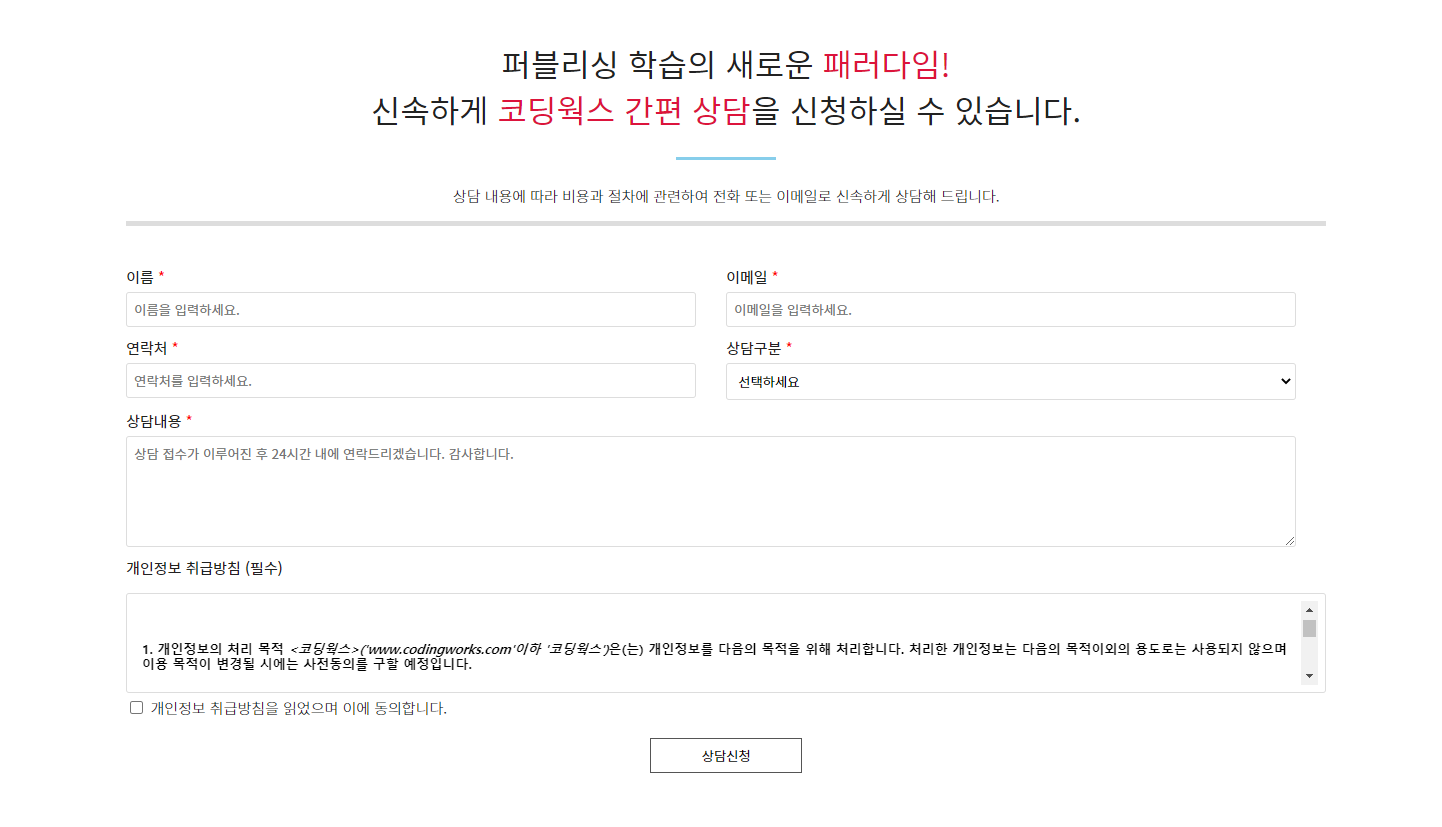 퍼블리싱 학습의 새로운 패러다임!
신속하게 코딩웍스 간편 상담을 신청하실 수 있습니다.
상담 내용에 따라 비용과 절차에 관련하여 전화 또는 이메일로 신속하게 상담해 드립니다.
이름 *
이메일 *
이름을 입력하세요.
이메일을 입력하세요.
연락처 *
상담구분 *
연락처를 입력하세요.
선택하세요
상담내용 *
상담 접수가 이루어진 후 24시간 내에 연락드리겠습니다. 감사합니다.
개인정보 취급방침 (필수)
1. 개인정보의 처리 목적 <코딩웍스>('www.codingworks.com'이하 '코딩웍스')은(는) 개인정보를 다음의 목적을 위해 처리합니다. 처리한 개인정보는 다음의 목적이외의 용도로는 사용되지 않으며
이용 목적이 변경될 시에는 사전동의를 구할 예정입니다.
개인정보 취급방침을 읽었으며 이에 동의합니다.
상담신청